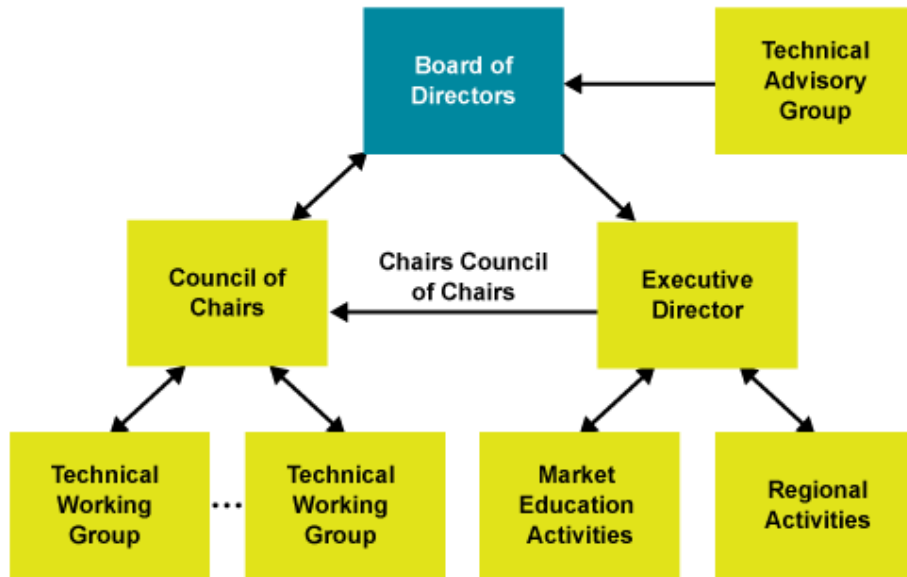 Board of
Directors
Technical
Advisory
Group
Council of
Chairs
Chairs Council
of Chairs
Executive
Director
Technical
Working
Group
...
Technical
Working
Group
Market
Education
Activities
Regional
Activities